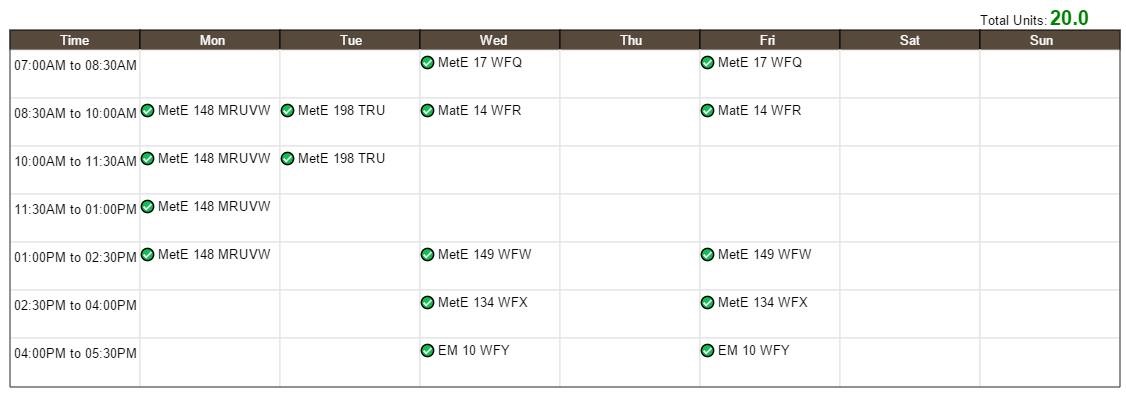 Total Units: 20.0
Time Mon Tue Wed Thu Fri Sat Sun
07:00AM to 08:30AM MetE 17 WFQ MetE 17 WFQ
08:30AM to 10:00AM MetE 148 MRUVW MetE 198 TRU MatE 14 WFR MatE 14 WFR
10:00AM to 11:30AM MetE 148 MRUVW MetE 198 TRU
11:30AM to 01:00PM MetE 148 MRUVW
01:00PM to 02:30PM MetE 148 MRUVW MetE 149 WFW MetE 149 WFW
02:30PM to 04:00PM MetE 134 WFX MetE 134 WFX
04:00PM to 05:30PM EM 10 WFY EM 10 WFY